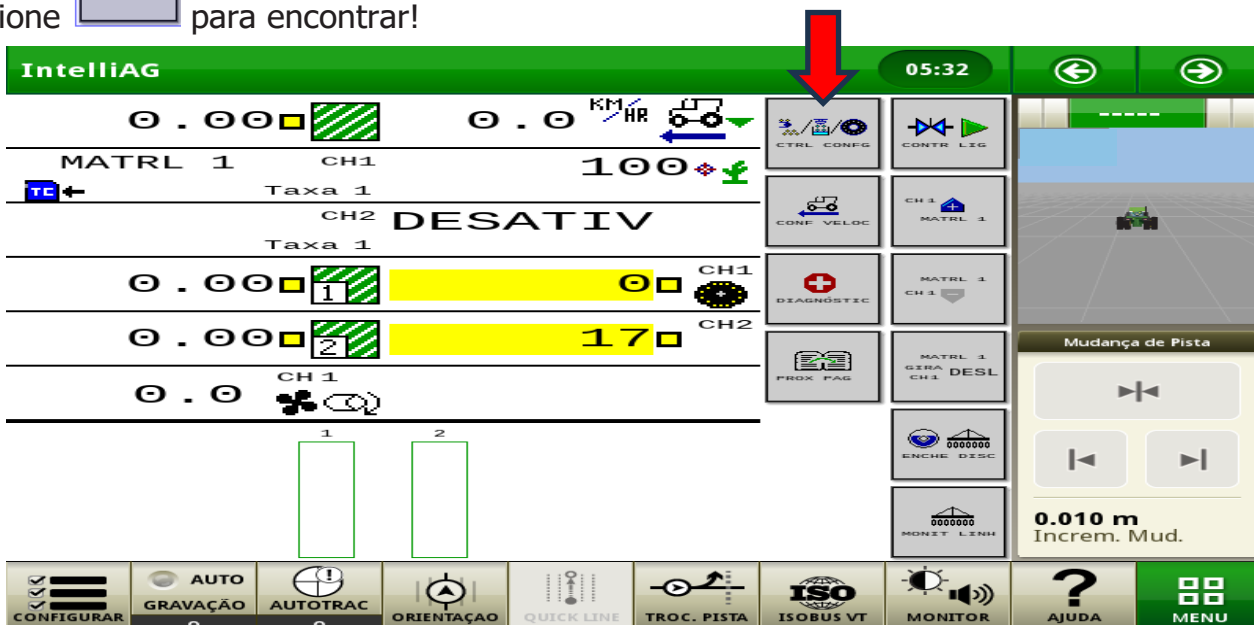 ione para encontrar!
IntelliAG 05:32
0.00 0.0 KM/HR
MATRL 1 CH1 100
TC Taxa 1
CH2 DESATIV
Taxa 1
0.00 1 0 CH1
0.00 2 17 CH2
0.0 CH1
1 2
CTRL CONFG
CONF VELOC
DIAGNÓSTIC
PROX PAG
CONTR LIG
CH1 MATRL 1
MATRL 1
CH1
MATRL 1
GIRA
CH1 DESL
ENCHE DISC
MONIT LINH
-----
Mudança de Pista
0.010 m
Increm. Mud.
CONFIGURAR
AUTO
GRAVAÇÃO
AUTOTRAC
ORIENTAÇAO
QUICK LINE
TROC. PISTA
ISO
ISOBUS VT
MONITOR
?
AJUDA
MENU